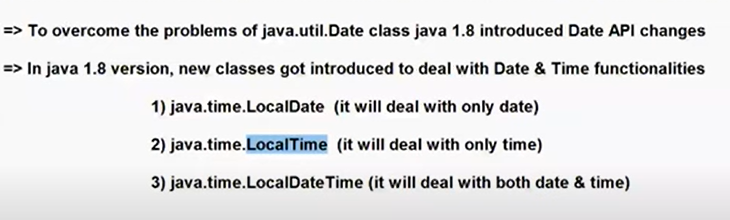 => To overcome the problems of java.util.Date class java 1.8 introduced Date API changes
=> In java 1.8 version, new classes got introduced to deal with Date & Time functionalities
1) java.time.LocalDate (it will deal with only date)
2) java.time.LocalTime (it will deal with only time)
3) java.time.LocalDateTime (it will deal with both date & time)